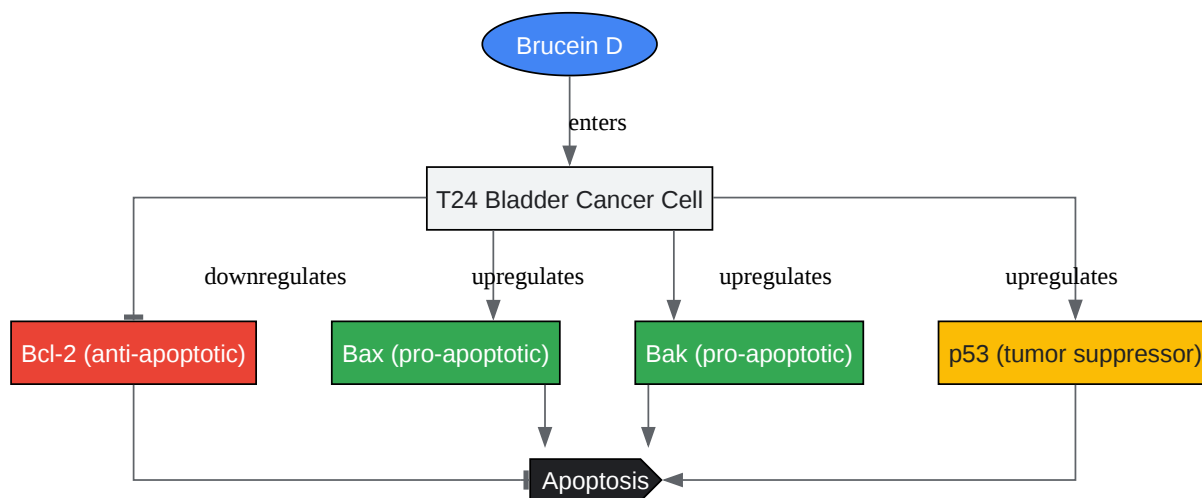 Brucein D
enters
T24 Bladder Cancer Cell
downregulates
upregulates
upregulates
upregulates
Bcl-2 (anti-apoptotic)
Bax (pro-apoptotic)
Bak (pro-apoptotic)
p53 (tumor suppressor)
Apoptosis